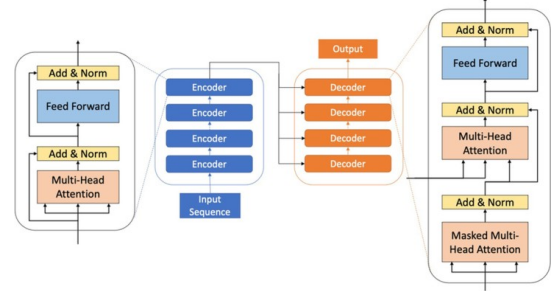 Add & Norm
Feed Forward
Add & Norm
Multi-Head
Attention
Encoder
Encoder
Encoder
Encoder
Input
Sequence
Output
Decoder
Decoder
Decoder
Decoder
Add & Norm
Feed Forward
Add & Norm
Multi-Head
Attention
Add & Norm
Masked Multi-
Head Attention